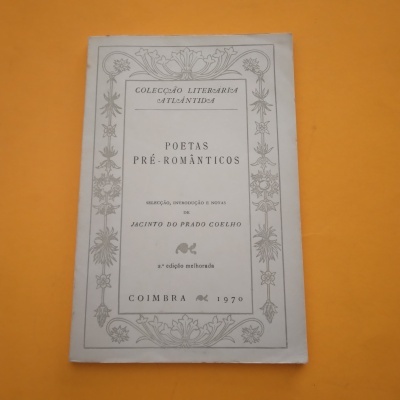 COLECÇÃO LITERÁRIA
ATLÂNTIDA
POETAS
PRÉ-ROMÂNTICOS
SELECÇÃO, INTRODUÇÃO E NOTAS
DE
JACINTO DO PRADO COELHO
2.ª edição melhorada
COIMBRA 1970